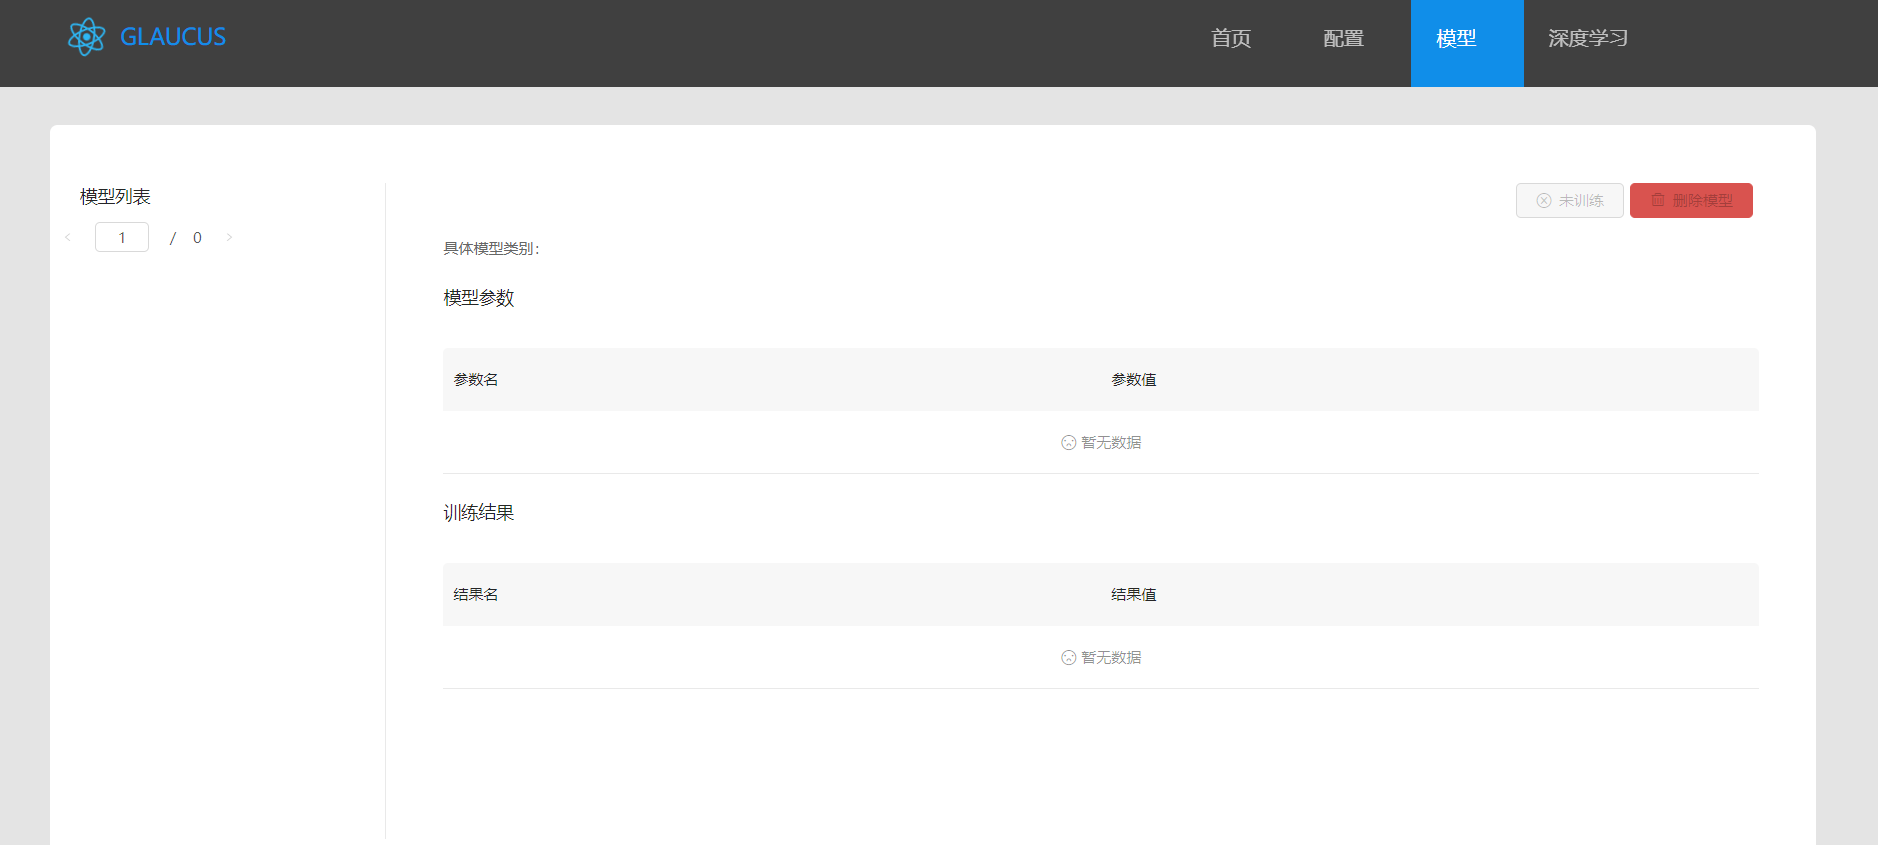 GLAUCUS
首页 配置 模型 深度学习
模型列表
1 / 0
未训练 删除模型
具体模型类别：
模型参数
参数名 参数值
暂无数据
训练结果
结果名 结果值
暂无数据